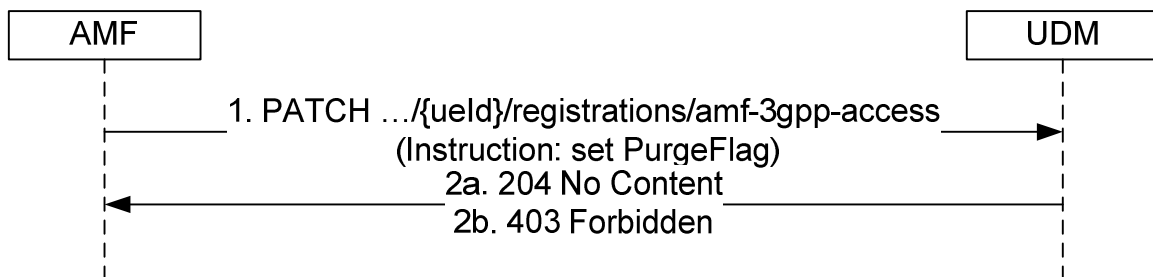 AMF
UDM
1. PATCH …/{ueId}/registrations/amf-3gpp-access
(Instruction: set PurgeFlag)
2a. 204 No Content
2b. 403 Forbidden